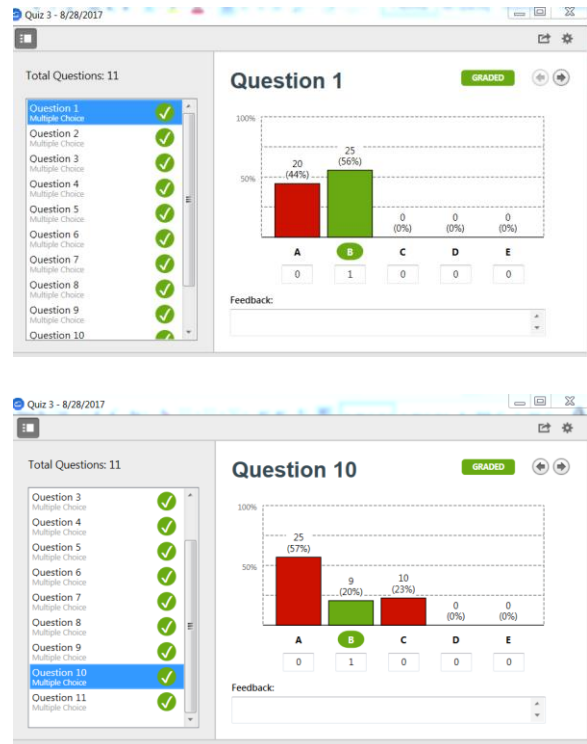 Quiz 3 - 8/28/2017
Total Questions: 11
Question 1
Multiple Choice
Question 2
Multiple Choice
Question 3
Multiple Choice
Question 4
Multiple Choice
Question 5
Multiple Choice
Question 6
Multiple Choice
Question 7
Multiple Choice
Question 8
Multiple Choice
Question 9
Multiple Choice
Question 10
Question 1
GRADED
100%
50%
20
(44%)
25
(56%)
0
(0%)
0
(0%)
0
(0%)
A B C D E
0 1 0 0 0
Feedback:
Quiz 3 - 8/28/2017
Total Questions: 11
Question 3
Multiple Choice
Question 4
Multiple Choice
Question 5
Multiple Choice
Question 6
Multiple Choice
Question 7
Multiple Choice
Question 8
Multiple Choice
Question 9
Multiple Choice
Question 10
Multiple Choice
Question 11
Multiple Choice
Question 10
GRADED
100%
50%
25
(57%)
9
(20%)
10
(23%)
0
(0%)
0
(0%)
A B C D E
0 1 0 0 0
Feedback: